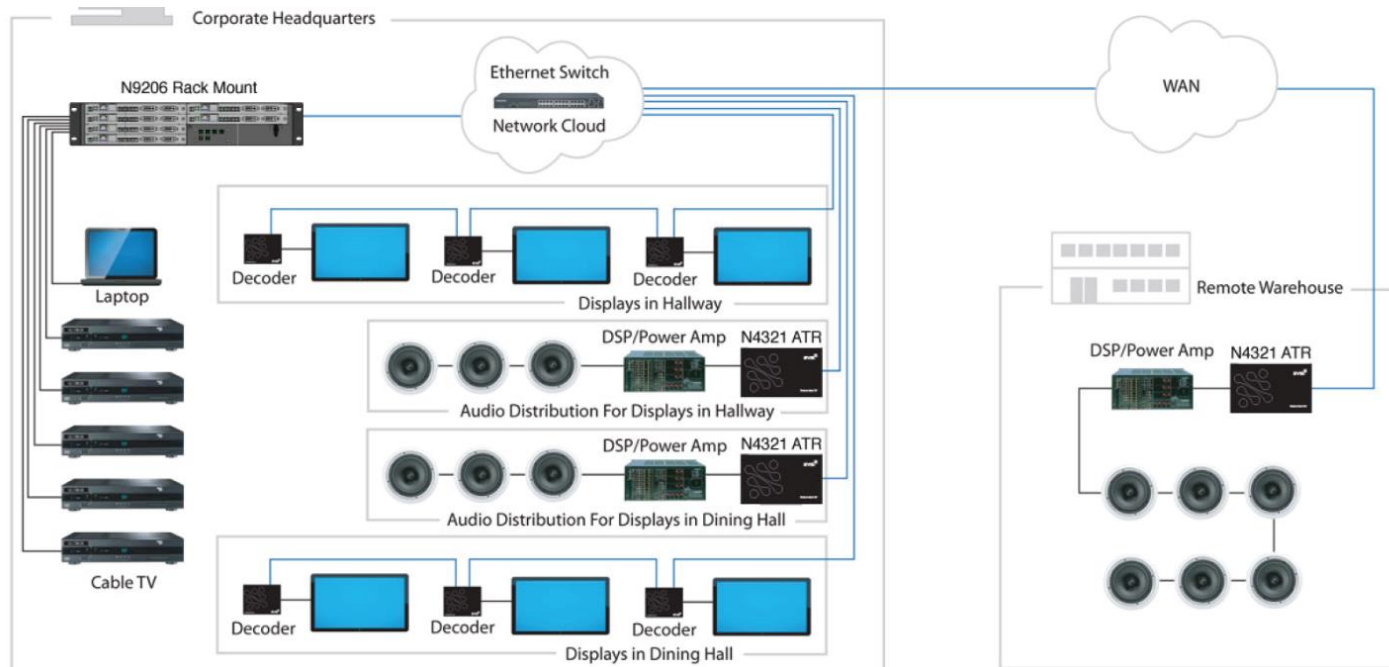 Corporate Headquarters
N9206 Rack Mount
Ethernet Switch
Network Cloud
WAN
Laptop
Cable TV
Decoder
Decoder
Decoder
Displays in Hallway
DSP/Power Amp
N4321 ATR
Audio Distribution For Displays in Hallway
DSP/Power Amp
N4321 ATR
Audio Distribution For Displays in Dining Hall
Decoder
Decoder
Decoder
Displays in Dining Hall
Remote Warehouse
DSP/Power Amp
N4321 ATR